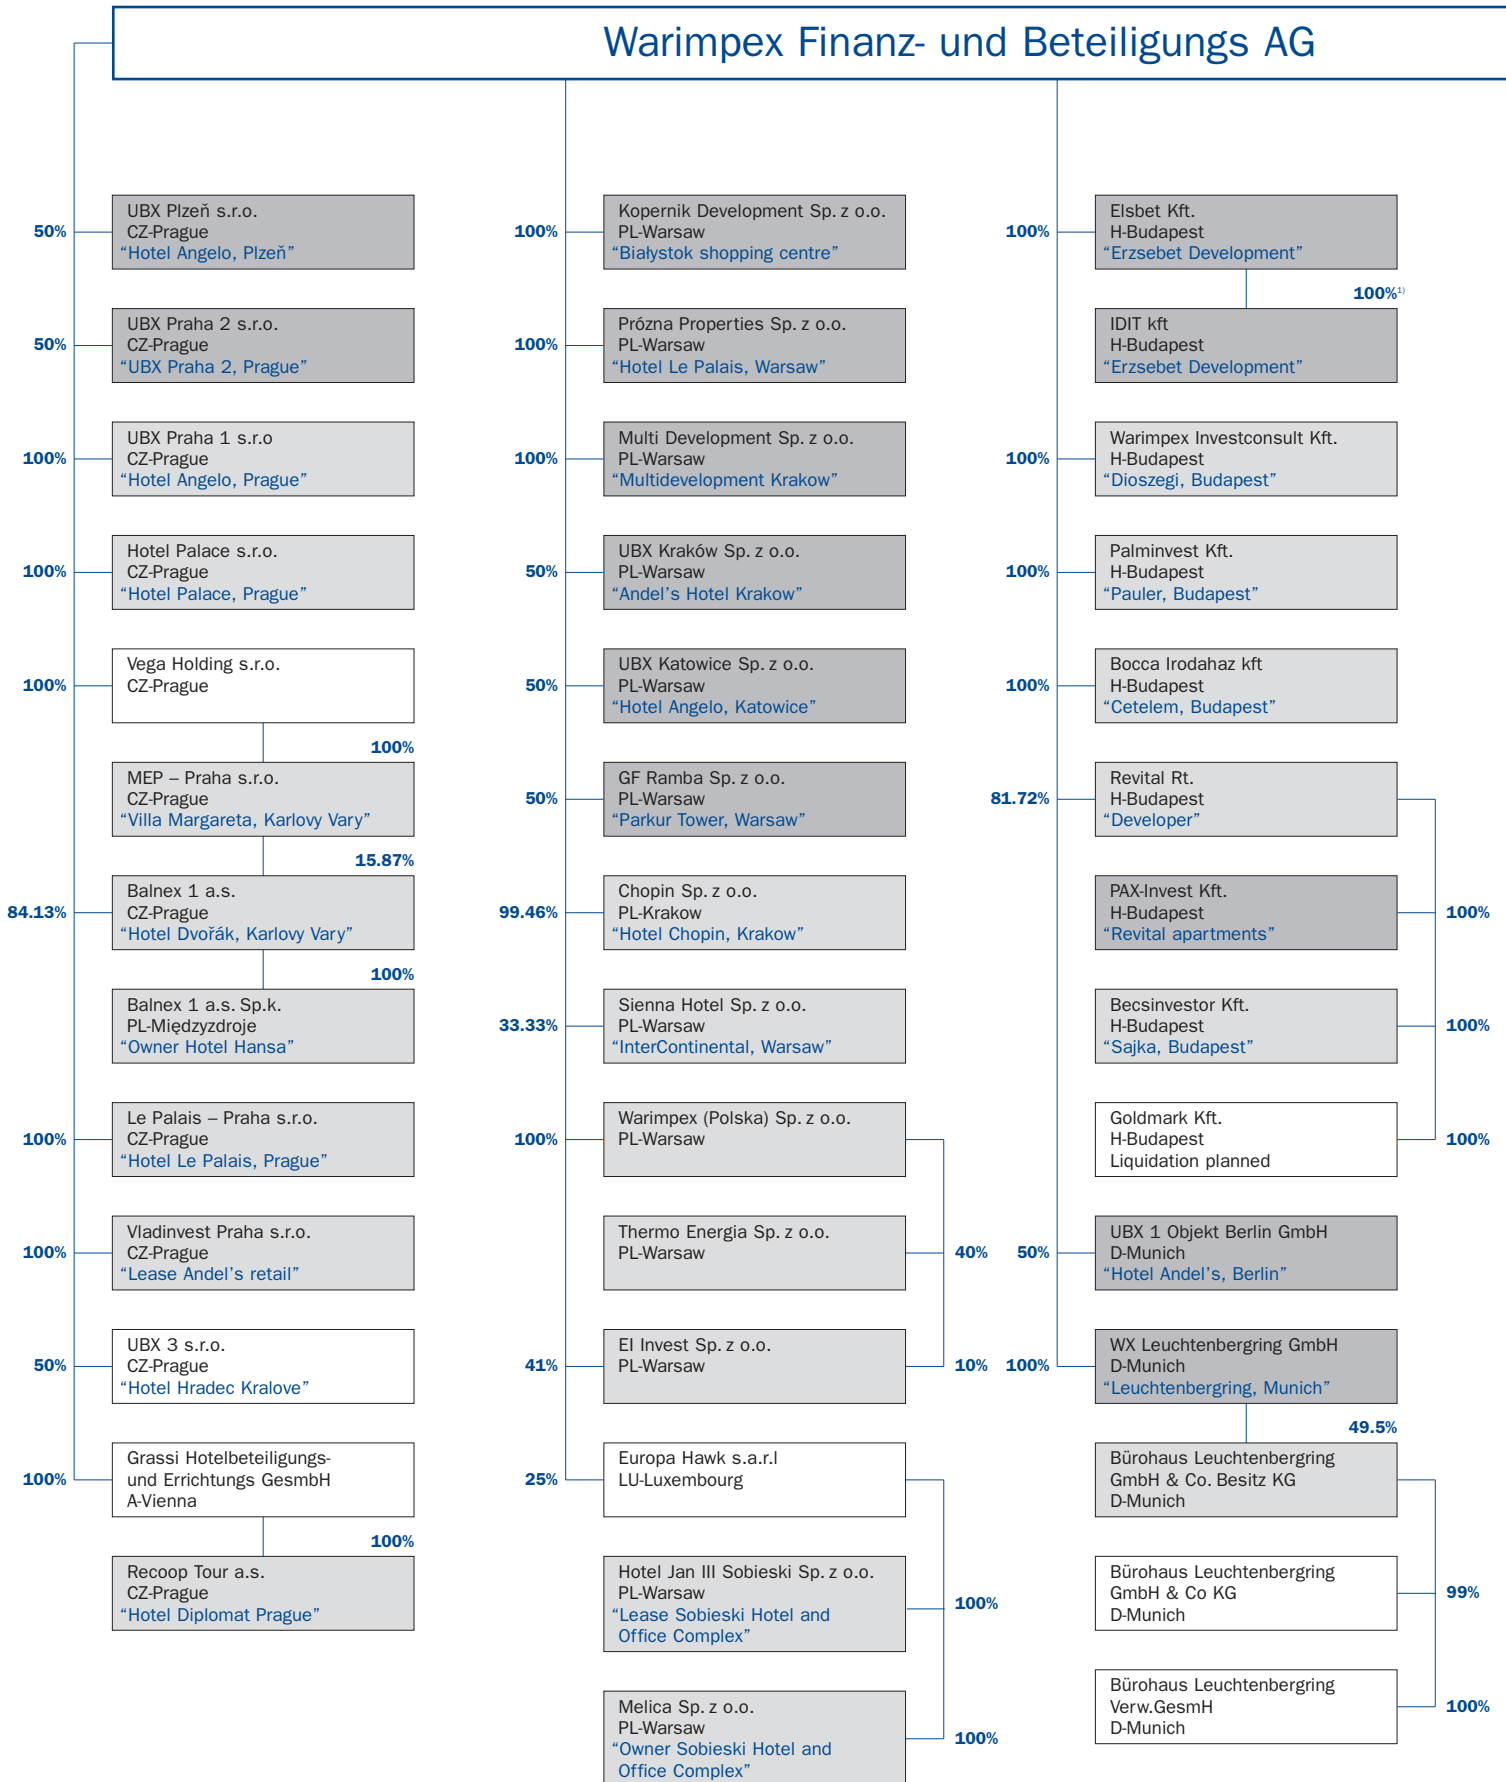 Warimpex Finanz- und Beteiligungs AG
50%
UBX Plzeň s.r.o.
CZ-Prague
“Hotel Angelo, Plzeň”
50%
UBX Praha 2 s.r.o.
CZ-Prague
“UBX Praha 2, Prague”
100%
UBX Praha 1 s.r.o
CZ-Prague
“Hotel Angelo, Prague”
100%
Hotel Palace s.r.o.
CZ-Prague
“Hotel Palace, Prague”
100%
Vega Holding s.r.o.
CZ-Prague
100%
MEP – Praha s.r.o.
CZ-Prague
“Villa Margareta, Karlovy Vary”
15.87%
84.13%
Balnex 1 a.s.
CZ-Prague
“Hotel Dvořák, Karlovy Vary”
100%
Balnex 1 a.s. Sp.k.
PL-Międzyzdroje
“Owner Hotel Hansa”
100%
Le Palais – Praha s.r.o.
CZ-Prague
“Hotel Le Palais, Prague”
100%
Vladinvest Praha s.r.o.
CZ-Prague
“Lease Andel’s retail”
50%
UBX 3 s.r.o.
CZ-Prague
“Hotel Hradec Kralove”
100%
Grassi Hotelbeteiligungs-
und Errichtungs GesmbH
A-Vienna
100%
Recoop Tour a.s.
CZ-Prague
“Hotel Diplomat Prague”
100%
Kopernik Development Sp. z o.o.
PL-Warsaw
“Białystok shopping centre”
100%
Prózna Properties Sp. z o.o.
PL-Warsaw
“Hotel Le Palais, Warsaw”
100%
Multi Development Sp. z o.o.
PL-Warsaw
“Multidevelopment Krakow”
50%
UBX Kraków Sp. z o.o.
PL-Warsaw
“Andel’s Hotel Krakow”
50%
UBX Katowice Sp. z o.o.
PL-Warsaw
“Hotel Angelo, Katowice”
50%
GF Ramba Sp. z o.o.
PL-Warsaw
“Parkur Tower, Warsaw”
99.46%
Chopin Sp. z o.o.
PL-Krakow
“Hotel Chopin, Krakow”
33.33%
Sienna Hotel Sp. z o.o.
PL-Warsaw
“InterContinental, Warsaw”
100%
Warimpex (Polska) Sp. z o.o.
PL-Warsaw
Thermo Energia Sp. z o.o.
PL-Warsaw
40%
41%
EI Invest Sp. z o.o.
PL-Warsaw
10%
25%
Europa Hawk s.a.r.l
LU-Luxembourg
Hotel Jan III Sobieski Sp. z o.o.
PL-Warsaw
“Lease Sobieski Hotel and
Office Complex”
100%
Melica Sp. z o.o.
PL-Warsaw
“Owner Sobieski Hotel and
Office Complex”
100%
100%
Elsbet Kft.
H-Budapest
“Erzsebet Development”
100%1)
IDIT kft
H-Budapest
“Erzsebet Development”
100%
Warimpex Investconsult Kft.
H-Budapest
“Dioszegi, Budapest”
100%
Palminvest Kft.
H-Budapest
“Pauler, Budapest”
100%
Bocca Irodahaz kft
H-Budapest
“Cetelem, Budapest”
81.72%
Revital Rt.
H-Budapest
“Developer”
PAX-Invest Kft.
H-Budapest
“Revital apartments”
100%
Becsinvestor Kft.
H-Budapest
“Sajka, Budapest”
100%
Goldmark Kft.
H-Budapest
Liquidation planned
100%
50%
UBX 1 Objekt Berlin GmbH
D-Munich
“Hotel Andel’s, Berlin”
100%
WX Leuchtenbergring GmbH
D-Munich
“Leuchtenbergring, Munich”
49.5%
Bürohaus Leuchtenbergring
GmbH & Co. Besitz KG
D-Munich
Bürohaus Leuchtenbergring
GmbH & Co KG
D-Munich
99%
Bürohaus Leuchtenbergring
Verw.GesmH
D-Munich
100%